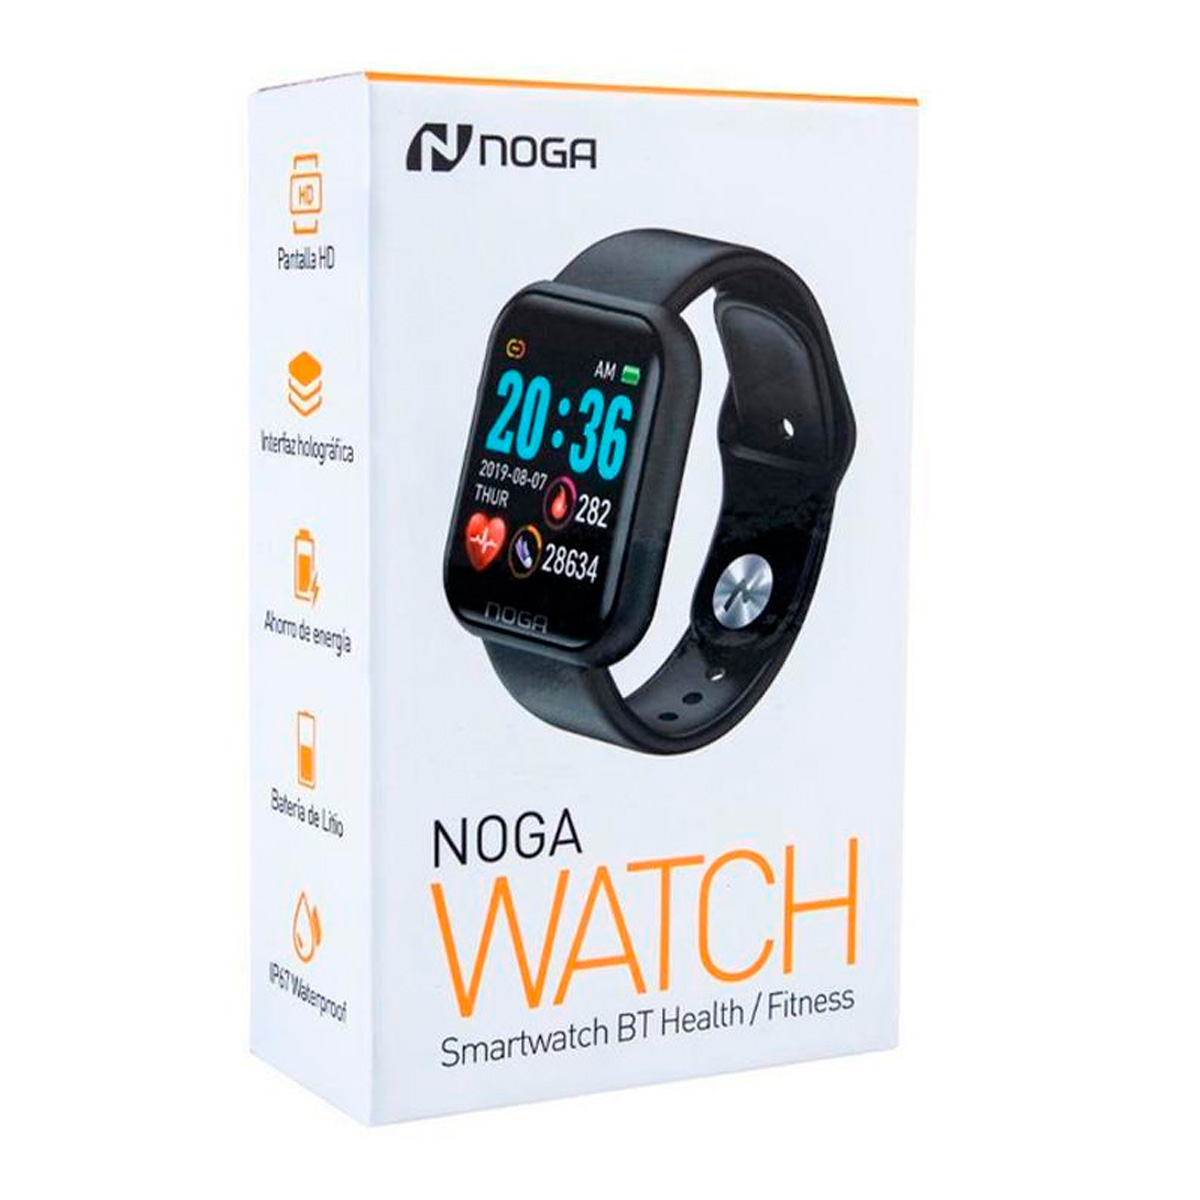 NOGA
HD
Pantalla HD
Interfaz holográfica
Ahorro de energía
Batería de Litio
IP67 Waterproof
AM
20:36
2019-08-07
THUR
282
28634
NOGA
NOGA
WATCH
Smartwatch BT Health / Fitness